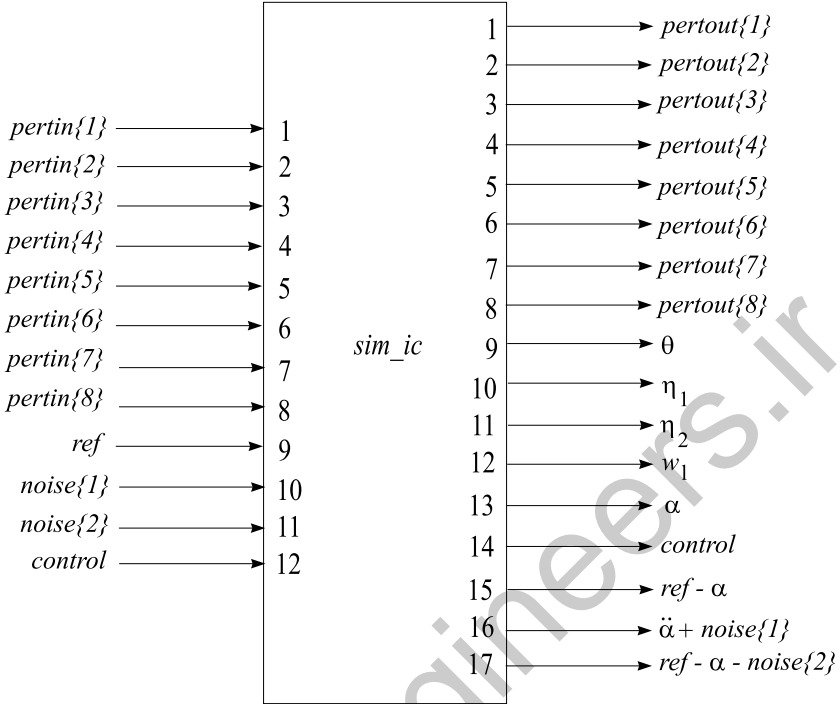 pertin{1} 1
pertin{2} 2
pertin{3} 3
pertin{4} 4
pertin{5} 5
pertin{6} 6
pertin{7} 7
pertin{8} 8
ref 9
noise{1} 10
noise{2} 11
control 12
sim_ic
1 pertout{1}
2 pertout{2}
3 pertout{3}
4 pertout{4}
5 pertout{5}
6 pertout{6}
7 pertout{7}
8 pertout{8}
9 θ
10 η1
11 η2
12 w1
13 α
14 control
15 ref - α
16 α̈ + noise{1}
17 ref - α - noise{2}
gineers.ir